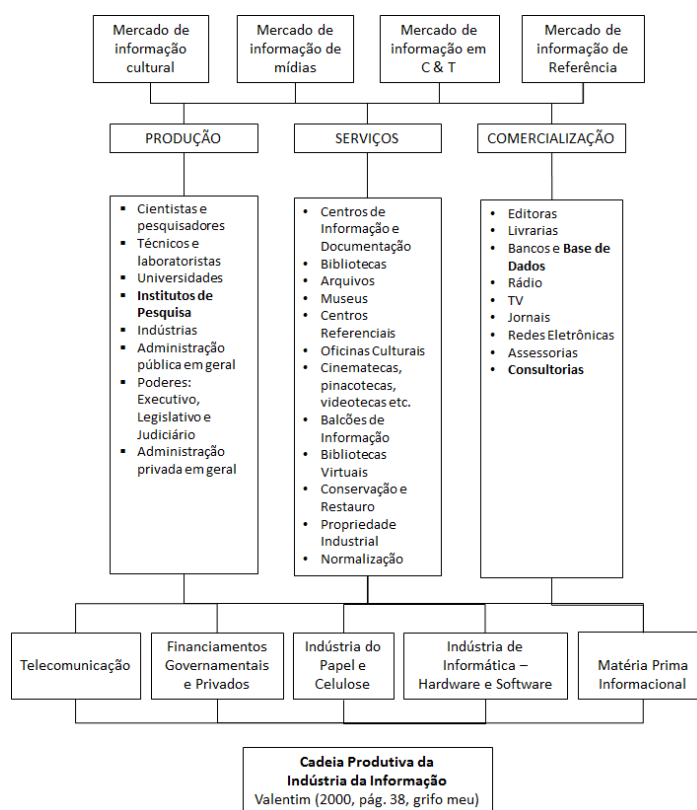 Mercado de
informação
cultural
Mercado de
informação de
mídias
Mercado de
informação em
C & T
Mercado de
informação de
Referência
PRODUÇÃO
SERVIÇOS
COMERCIALIZAÇÃO
▪ Cientistas e
pesquisadores
▪ Técnicos e
laboratoristas
▪ Universidades
▪ Institutos de
Pesquisa
▪ Indústrias
▪ Administração
pública em geral
▪ Poderes:
Executivo,
Legislativo e
Judiciário
▪ Administração
privada em geral
• Centros de
Informação e
Documentação
• Bibliotecas
• Arquivos
• Museus
• Centros
Referenciais
• Oficinas Culturais
• Cinematecas,
pinacotecas,
videotecas etc.
• Balcões de
Informação
• Bibliotecas
Virtuais
• Conservação e
Restauro
• Propriedade
Industrial
• Normalização
• Editoras
• Livrarias
• Bancos e Base de
Dados
• Rádio
• TV
• Jornais
• Redes Eletrônicas
• Assessorias
• Consultorias
Telecomunicação
Financiamentos
Governamentais
e Privados
Indústria do
Papel e
Celulose
Indústria de
Informática –
Hardware e Software
Matéria Prima
Informacional
Cadeia Produtiva da
Indústria da Informação
Valentim (2000, pág. 38, grifo meu)